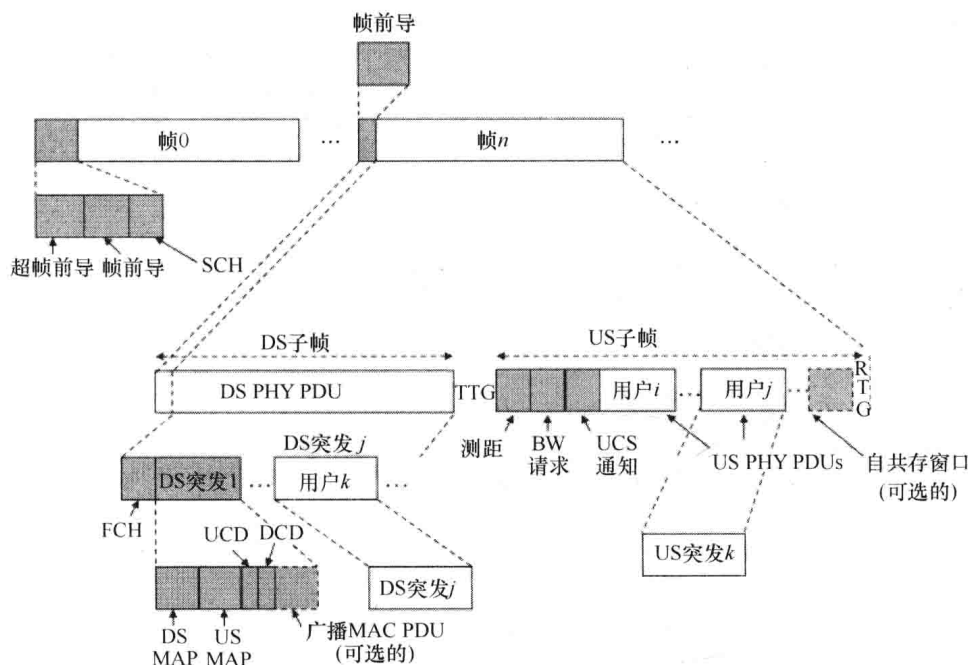 帧前导
帧0
…
帧n
…
超帧前导
帧前导
SCH
DS子帧
US子帧
DS PHY PDU
TTG
用户i
…
用户j
…
RTG
测距
BW
请求
UCS
通知
US PHY PDUs
自共存窗口
(可选的)
DS突发j
DS突发1
…
用户k
…
FCH
UCD
DCD
US突发k
DS突发j
DS
MAP
US
MAP
广播MAC PDU
(可选的)